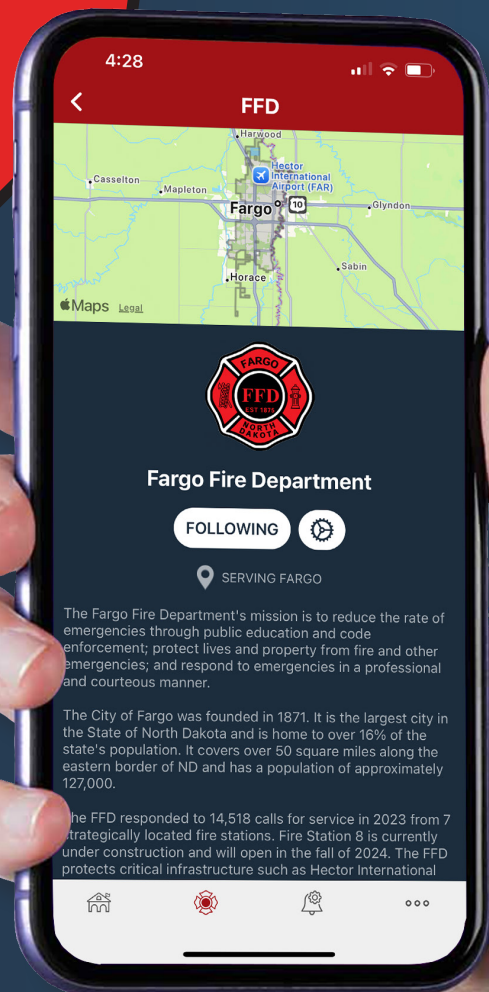 4:28
FFD
Harwood
Hector
International
Airport (FAR)
Casselton
Mapleton
Fargo
10
Glyndon
Sabin
Horace
Maps Legal
FARGO
FFD
EST 1875
NORTH
DAKOTA
Fargo Fire Department
FOLLOWING
SERVING FARGO
The Fargo Fire Department's mission is to reduce the rate of
emergencies through public education and code
enforcement; protect lives and property from fire and other
emergencies; and respond to emergencies in a professional
and courteous manner.
The City of Fargo was founded in 1871. It is the largest city in
the State of North Dakota and is home to over 16% of the
state's population. It covers over 50 square miles along the
eastern border of ND and has a population of approximately
127,000.
The FFD responded to 14,518 calls for service in 2023 from 7
strategically located fire stations. Fire Station 8 is currently
under construction and will open in the fall of 2024. The FFD
protects critical infrastructure such as Hector International